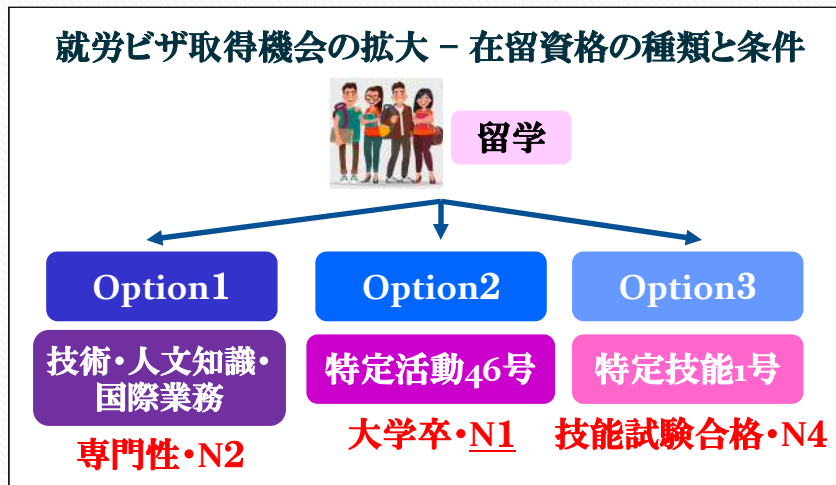 就労ビザ取得機会の拡大 – 在留資格の種類と条件
留学
Option1
Option2
Option3
技術・人文知識・
国際業務
特定活動46号
特定技能1号
専門性・N2
大学卒・N1
技能試験合格・N4